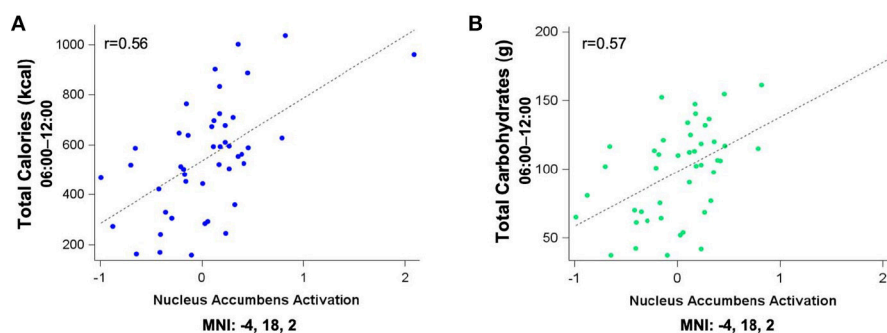 A
r=0.56
Total Calories (kcal)
06:00–12:00
1000
800
600
400
200
-1
0
1
2
Nucleus Accumbens Activation
MNI: -4, 18, 2
B
r=0.57
Total Carbohydrates (g)
06:00–12:00
200
150
100
50
-1
0
1
2
Nucleus Accumbens Activation
MNI: -4, 18, 2